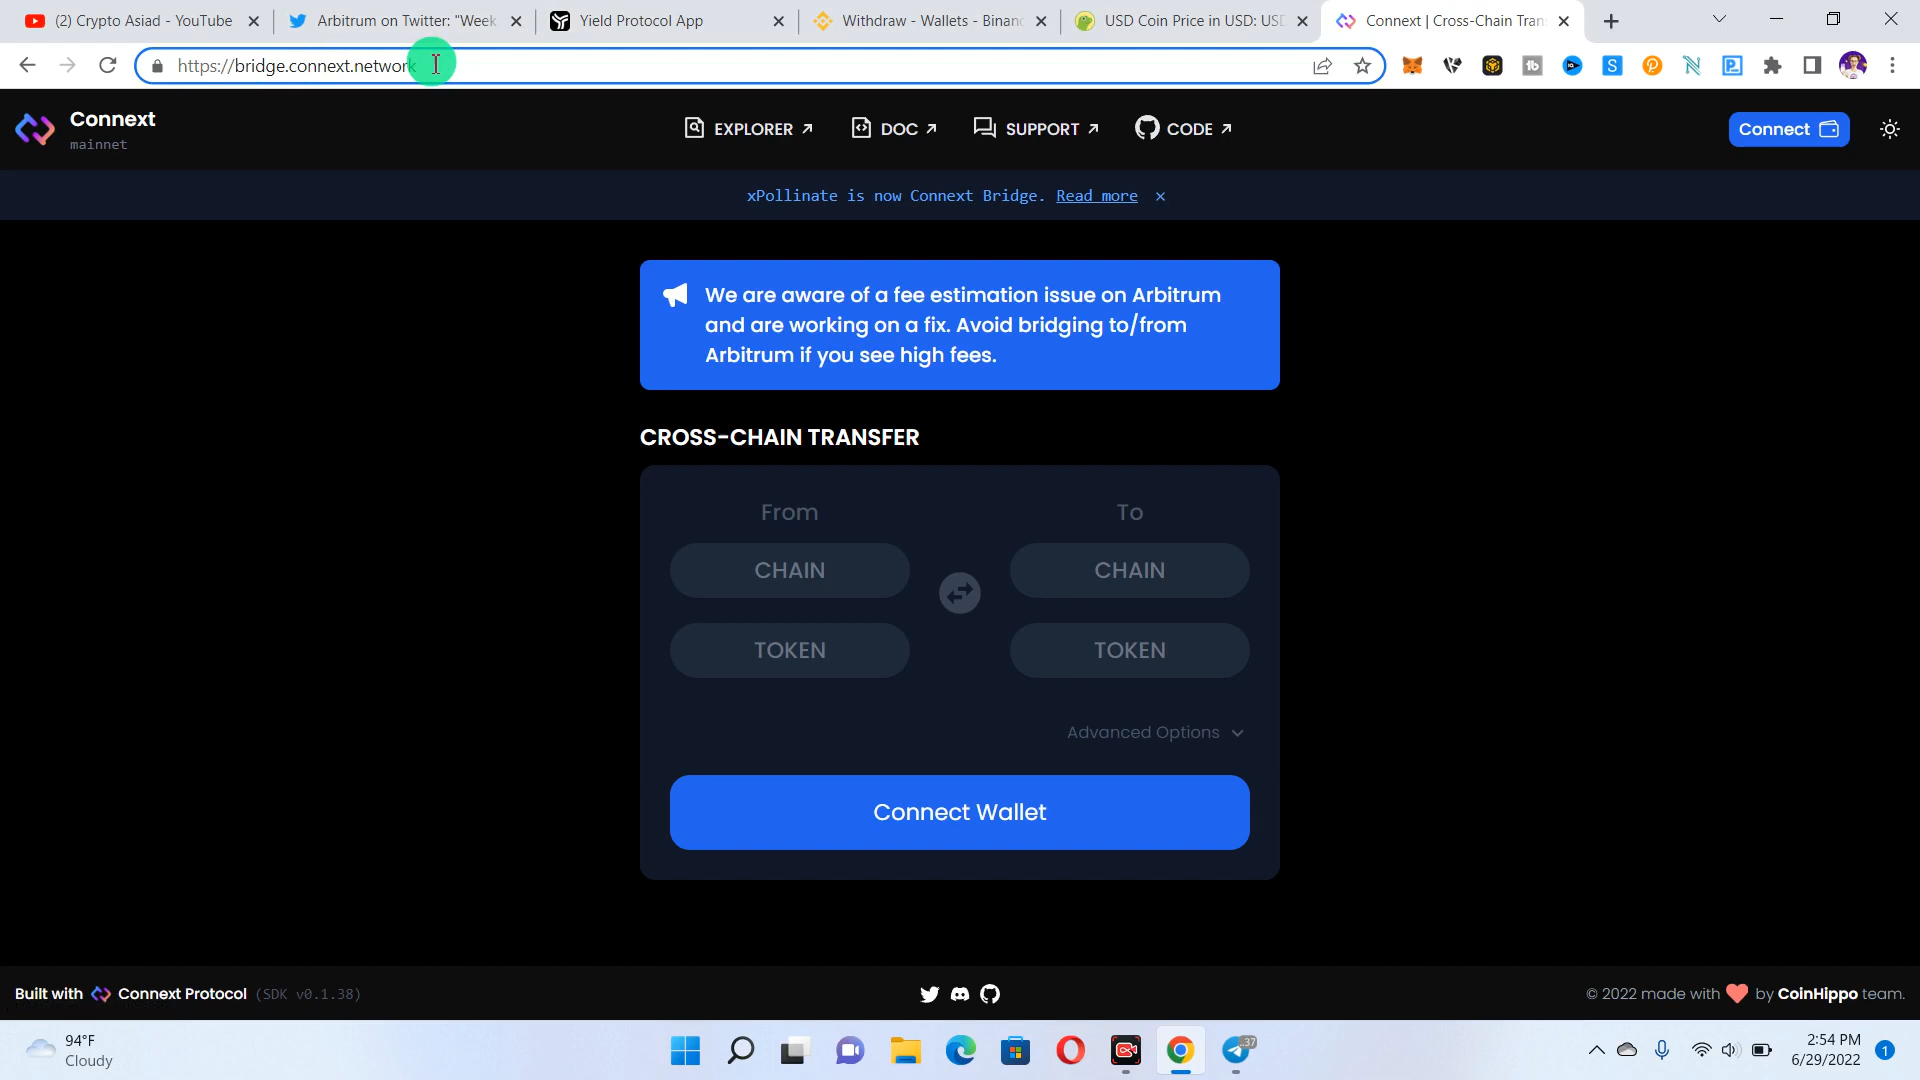 (2) Crypto Asiad - YouTube
Arbitrum on Twitter: "Week
Yield Protocol App
Withdraw - Wallets - Binanc
USD Coin Price in USD: USD
Connext | Cross-Chain Tran
https://bridge.connext.network
Connext
mainnet
EXPLORER
DOC
SUPPORT
CODE
Connect
xPollinate is now Connext Bridge. Read more
We are aware of a fee estimation issue on Arbitrum
and are working on a fix. Avoid bridging to/from
Arbitrum if you see high fees.
CROSS-CHAIN TRANSFER
From
To
CHAIN
CHAIN
TOKEN
TOKEN
Advanced Options
Connect Wallet
Built with Connext Protocol (SDK v0.1.38)
© 2022 made with ❤ by CoinHippo team.
94°F
Cloudy
37
2:54 PM
6/29/2022
1